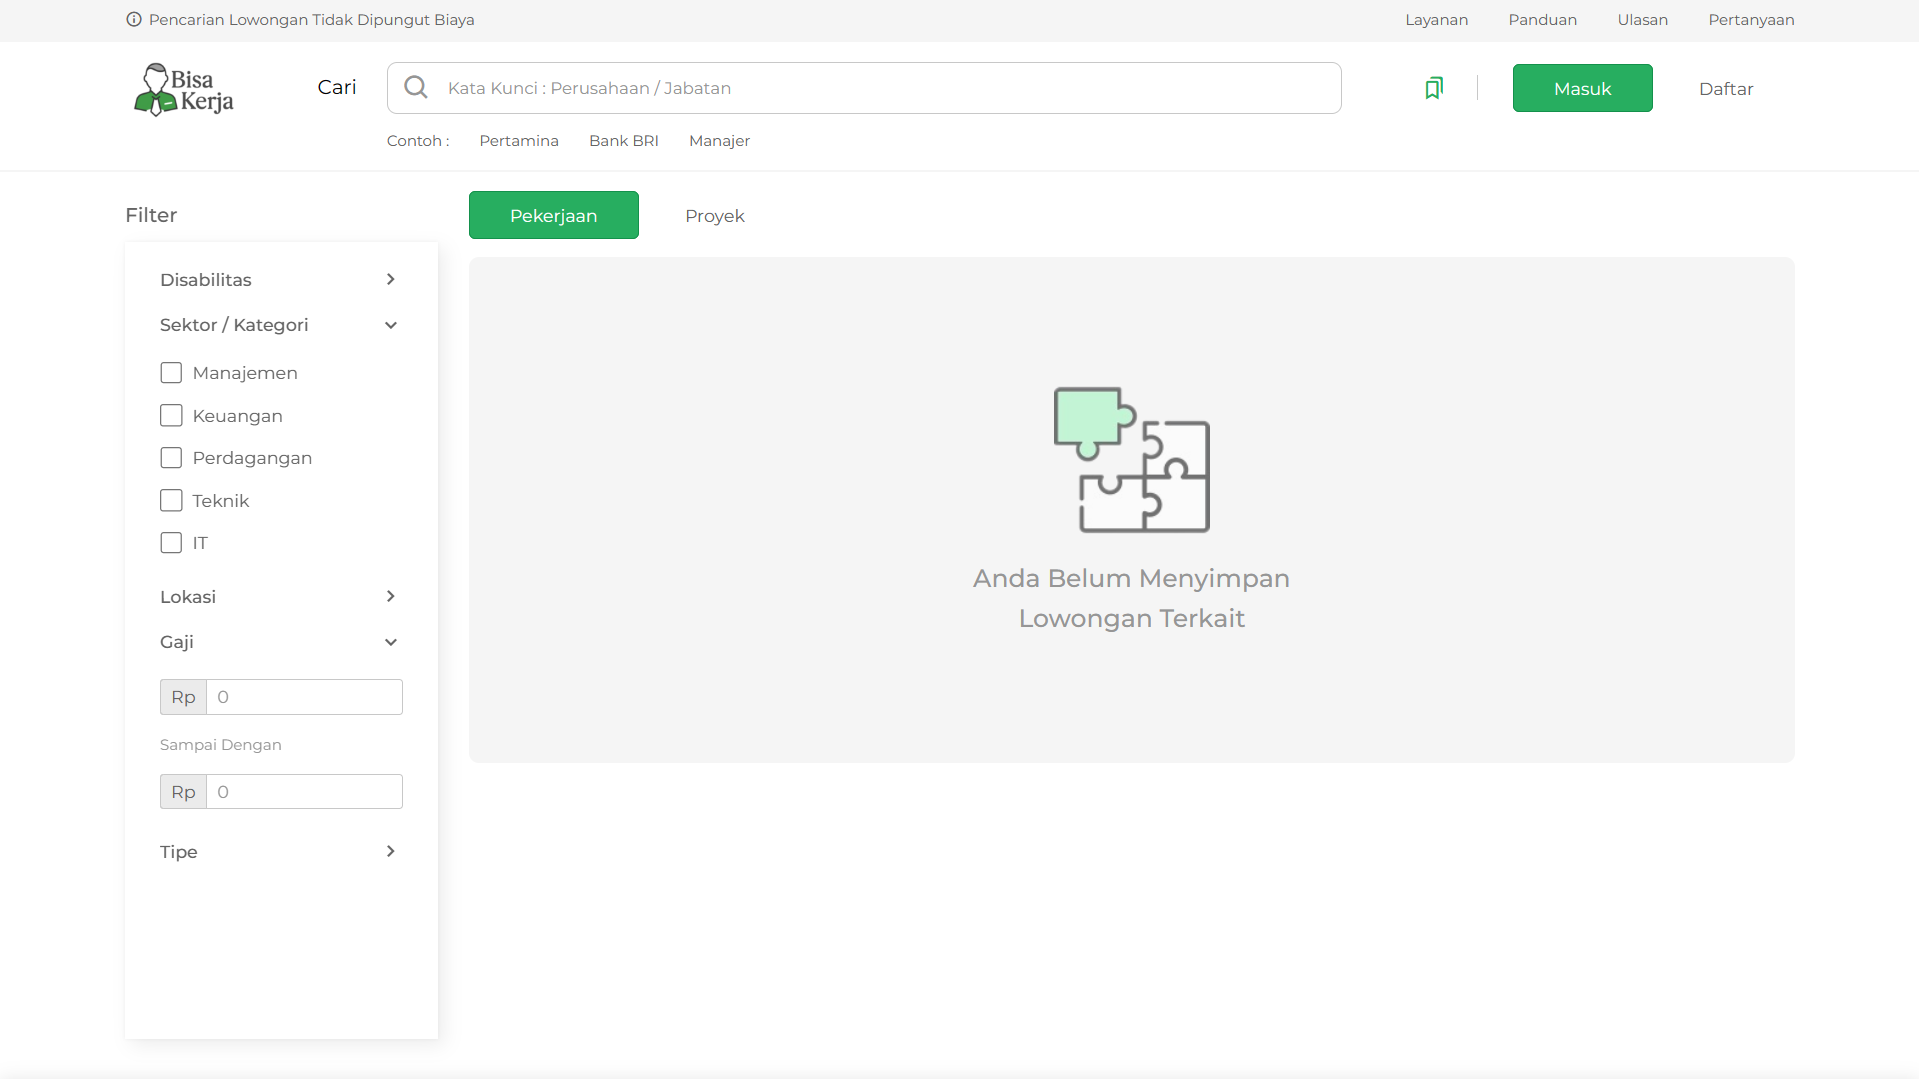 Pencarian Lowongan Tidak Dipungut Biaya
Layanan
Panduan
Ulasan
Pertanyaan
Bisa
Kerja
Cari
Kata Kunci : Perusahaan / Jabatan
Masuk
Daftar
Contoh :
Pertamina
Bank BRI
Manajer
Filter
Pekerjaan
Proyek
Disabilitas
Sektor / Kategori
Manajemen
Keuangan
Perdagangan
Teknik
IT
Lokasi
Gaji
Rp 0
Sampai Dengan
Rp 0
Tipe
Anda Belum Menyimpan
Lowongan Terkait